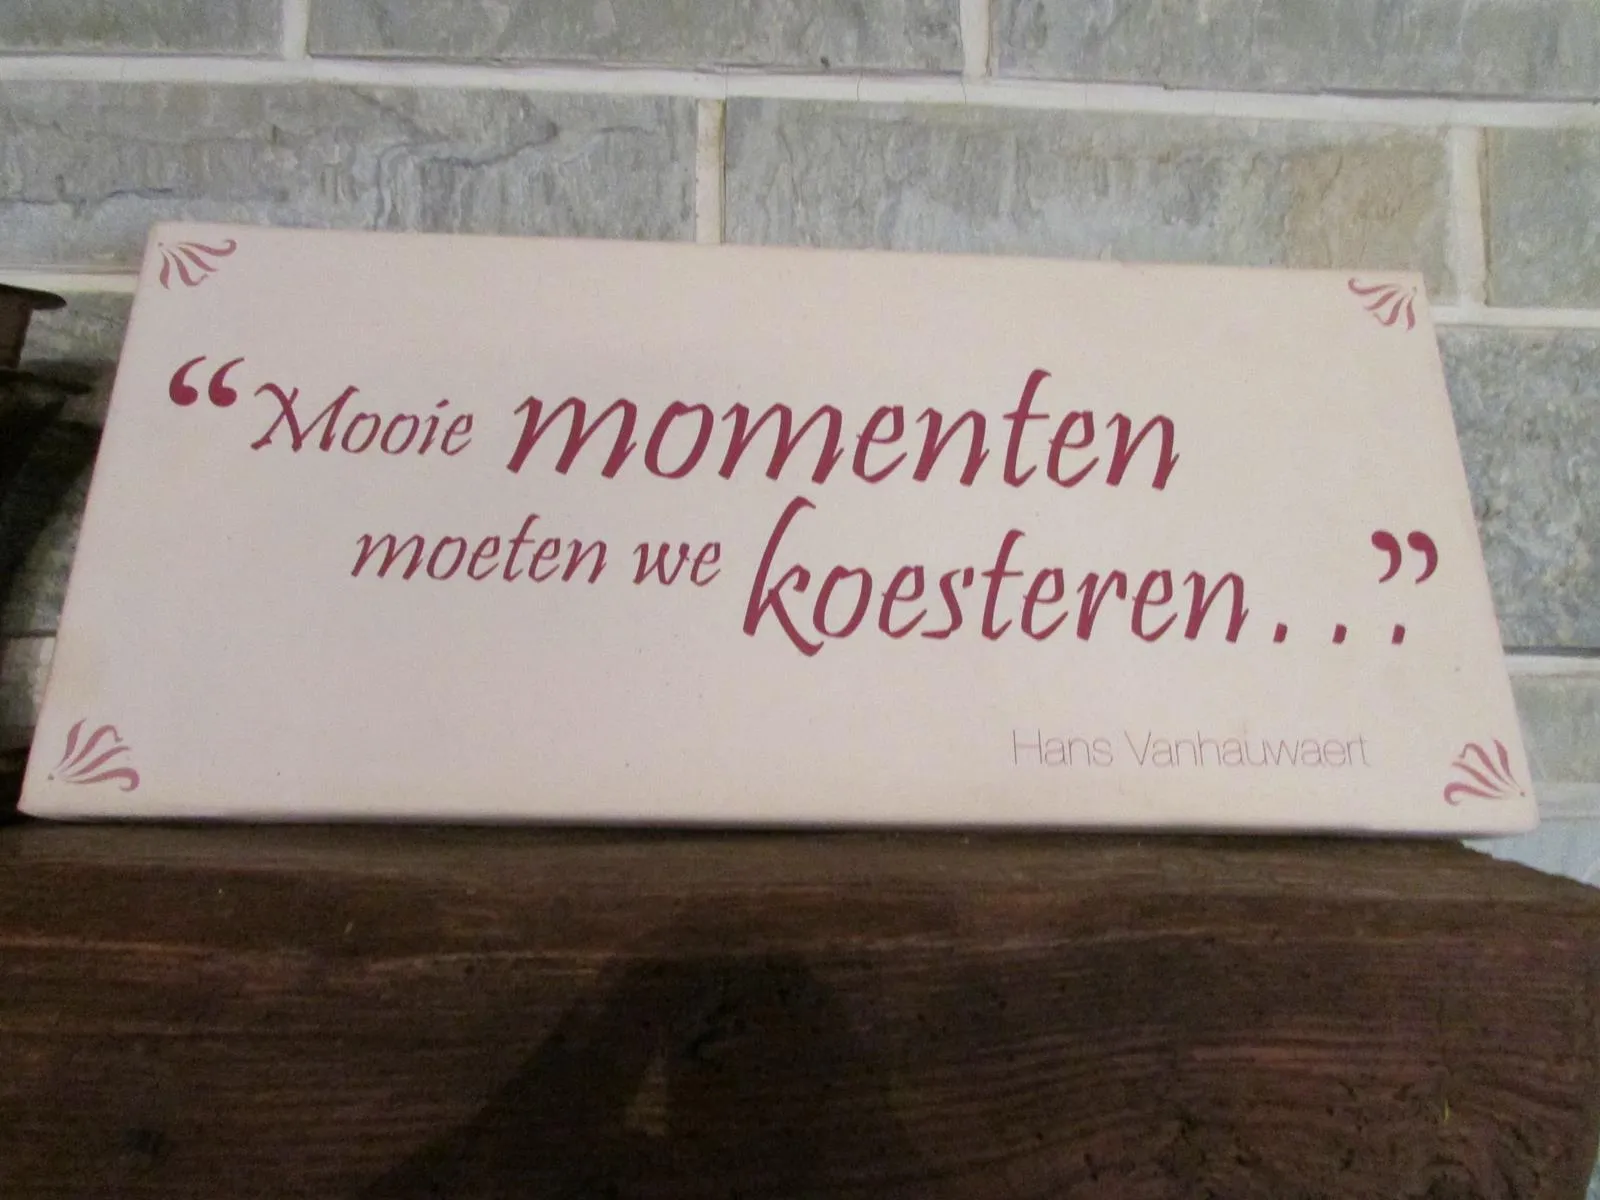 “Mooie momenten
moeten we koesteren...”
Hans Vanhauwaert